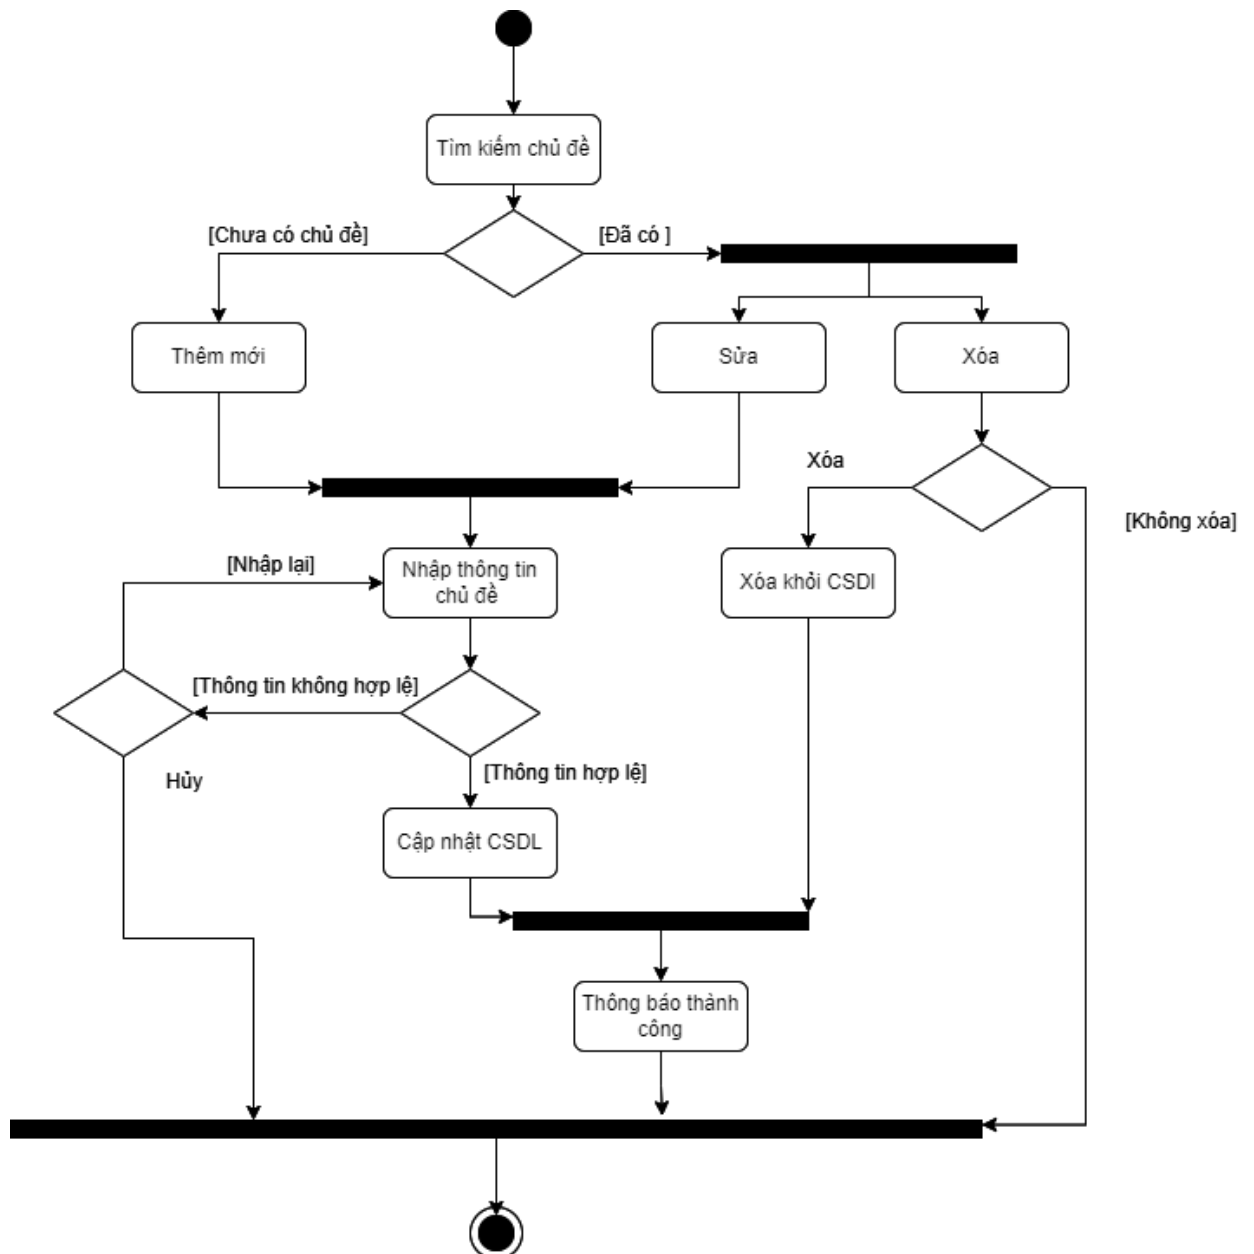 Tìm kiếm chủ đề
[Chưa có chủ đề]
[Đã có ]
Thêm mới
Sửa
Xóa
Xóa
[Không xóa]
[Nhập lại]
Nhập thông tin
chủ đề
Xóa khỏi CSDl
[Thông tin không hợp lệ]
Hủy
[Thông tin hợp lệ]
Cập nhật CSDL
Thông báo thành
công